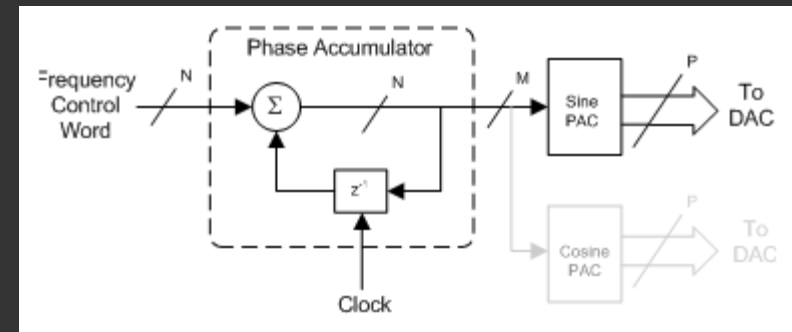 Phase Accumulator
Frequency
Control
Word
N
Σ
N
M
Sine
PAC
P
To
DAC
z⁻¹
Clock
Cosine
PAC
P
To
DAC